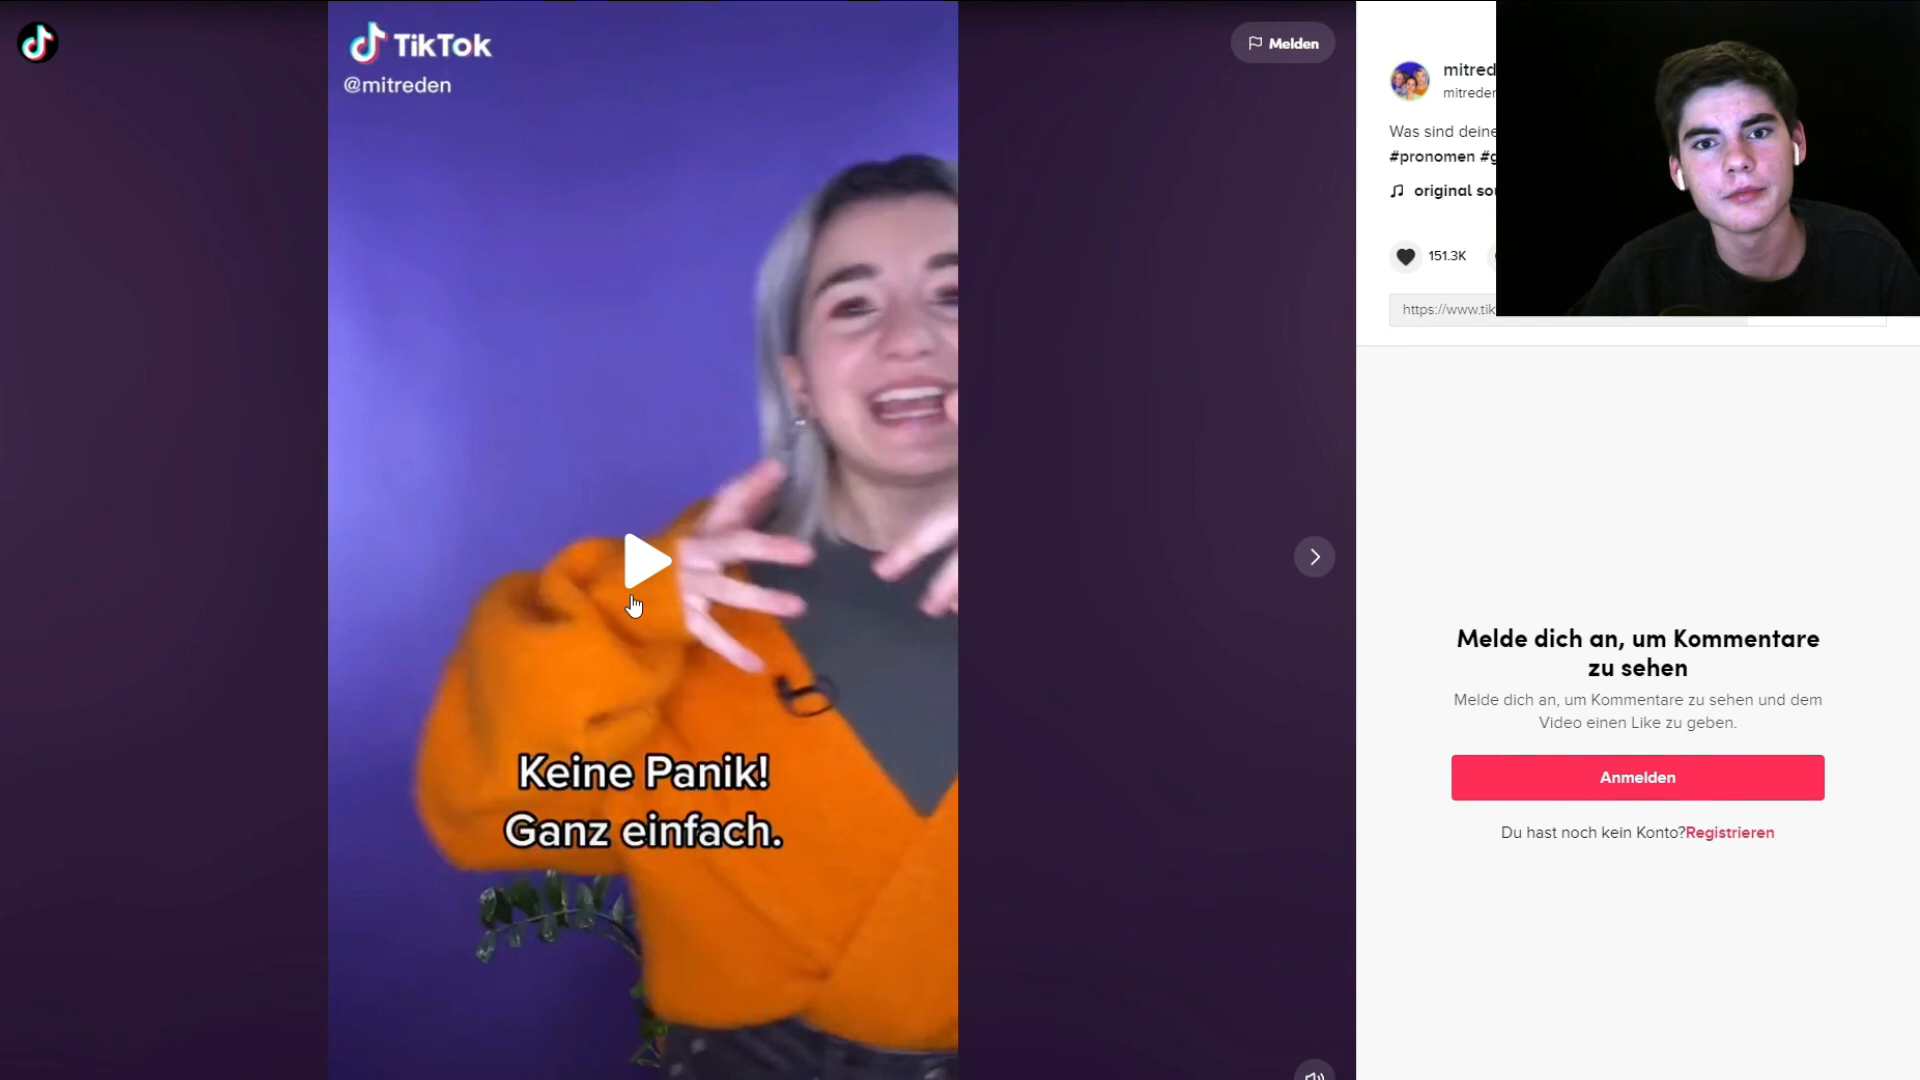 TikTok
@mitreden
Keine Panik!
Ganz einfach.
Melden
mitred
mitreden
Was sind deine
#pronomen #g
original sou
151.3K
https://www.tik
Melde dich an, um Kommentare
zu sehen
Melde dich an, um Kommentare zu sehen und dem
Video einen Like zu geben.
Anmelden
Du hast noch kein Konto?Registrieren